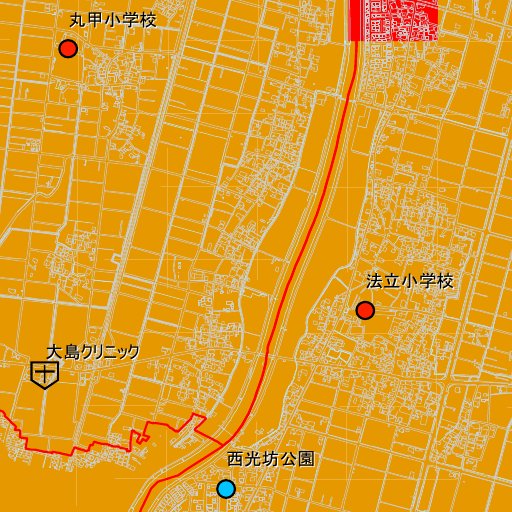 丸甲小学校
法立小学校
大島クリニック
西光坊公園